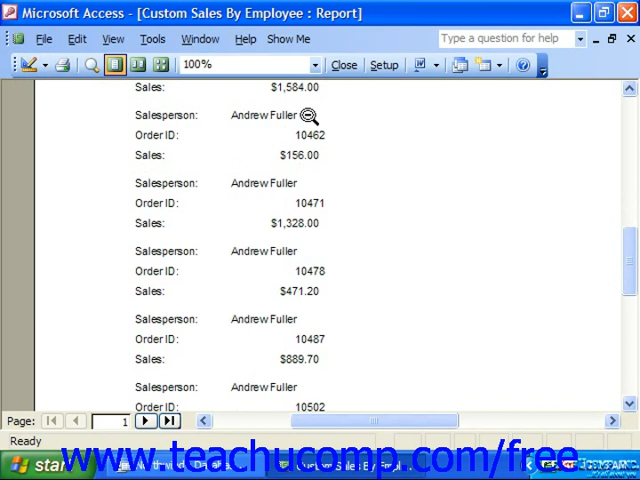 Microsoft Access - [Custom Sales By Employee : Report]
File Edit View Tools Window Help Show Me Type a question for help
100% Close Setup
Sales: $1,584.00
Salesperson: Andrew Fuller
Order ID: 10462
Sales: $156.00
Salesperson: Andrew Fuller
Order ID: 10471
Sales: $1,328.00
Salesperson: Andrew Fuller
Order ID: 10478
Sales: $471.20
Salesperson: Andrew Fuller
Order ID: 10487
Sales: $889.70
Salesperson: Andrew Fuller
Order ID: 10502
Page: 1
Ready
www.teachucomp.com/free
start